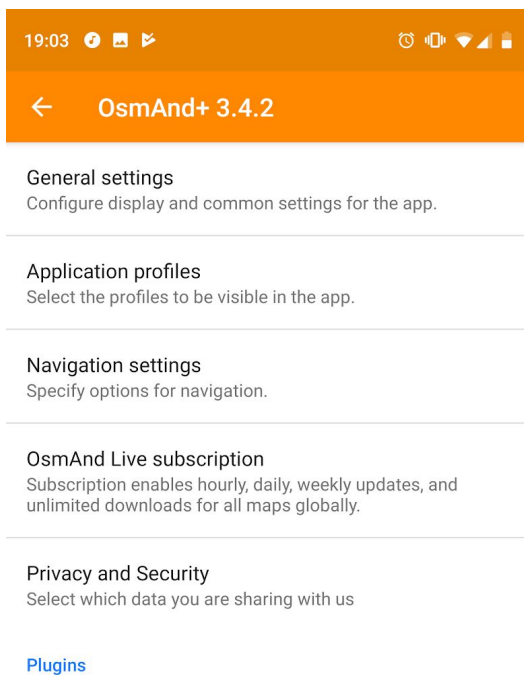 19:03
OsmAnd+ 3.4.2
General settings
Configure display and common settings for the app.
Application profiles
Select the profiles to be visible in the app.
Navigation settings
Specify options for navigation.
OsmAnd Live subscription
Subscription enables hourly, daily, weekly updates, and
unlimited downloads for all maps globally.
Privacy and Security
Select which data you are sharing with us
Plugins